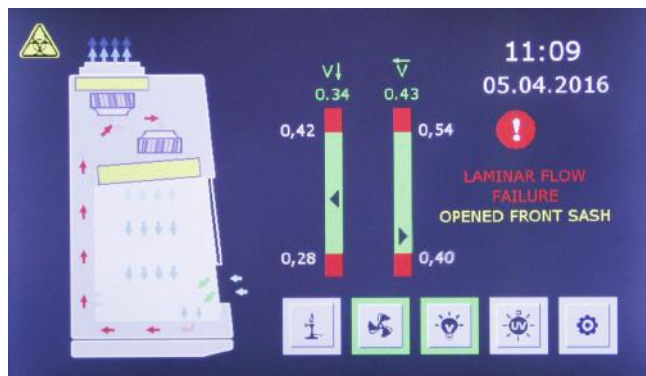 11:09
05.04.2016
V↓
V
0.34
0.43
0,42
0,54
LAMINAR FLOW
FAILURE
OPENED FRONT SASH
0,28
0,40
V
UV